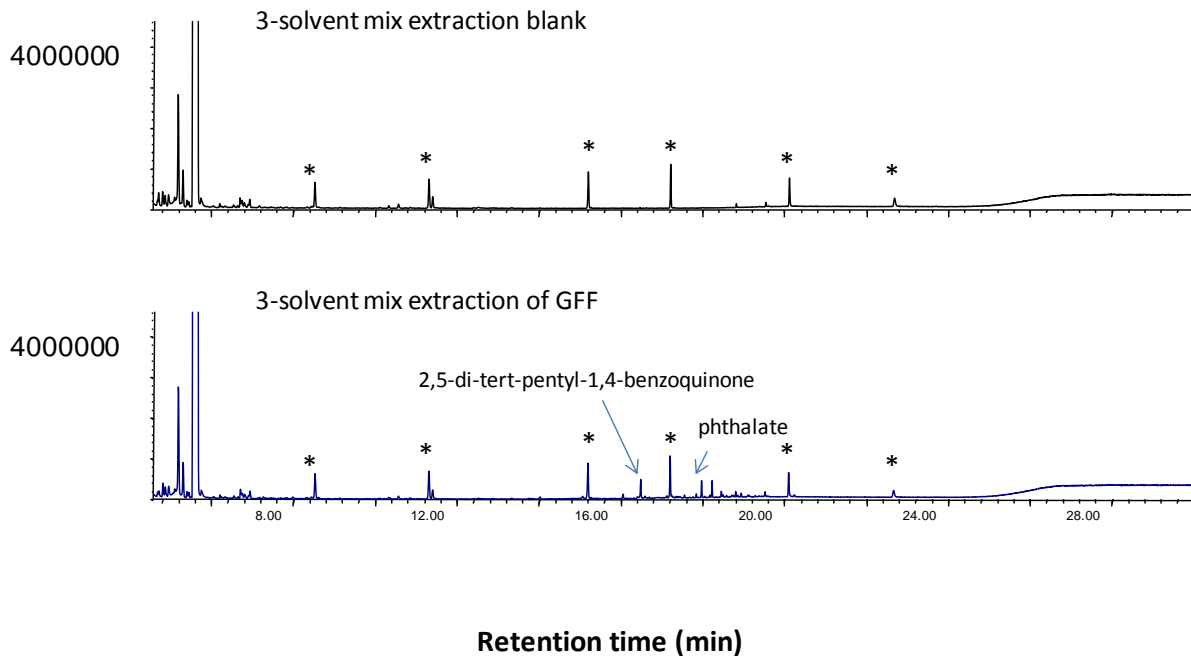 3-solvent mix extraction blank
4000000
* * * * * *
3-solvent mix extraction of GFF
4000000
2,5-di-tert-pentyl-1,4-benzoquinone
phthalate
* * * * * *
8.00 12.00 16.00 20.00 24.00 28.00
Retention time (min)